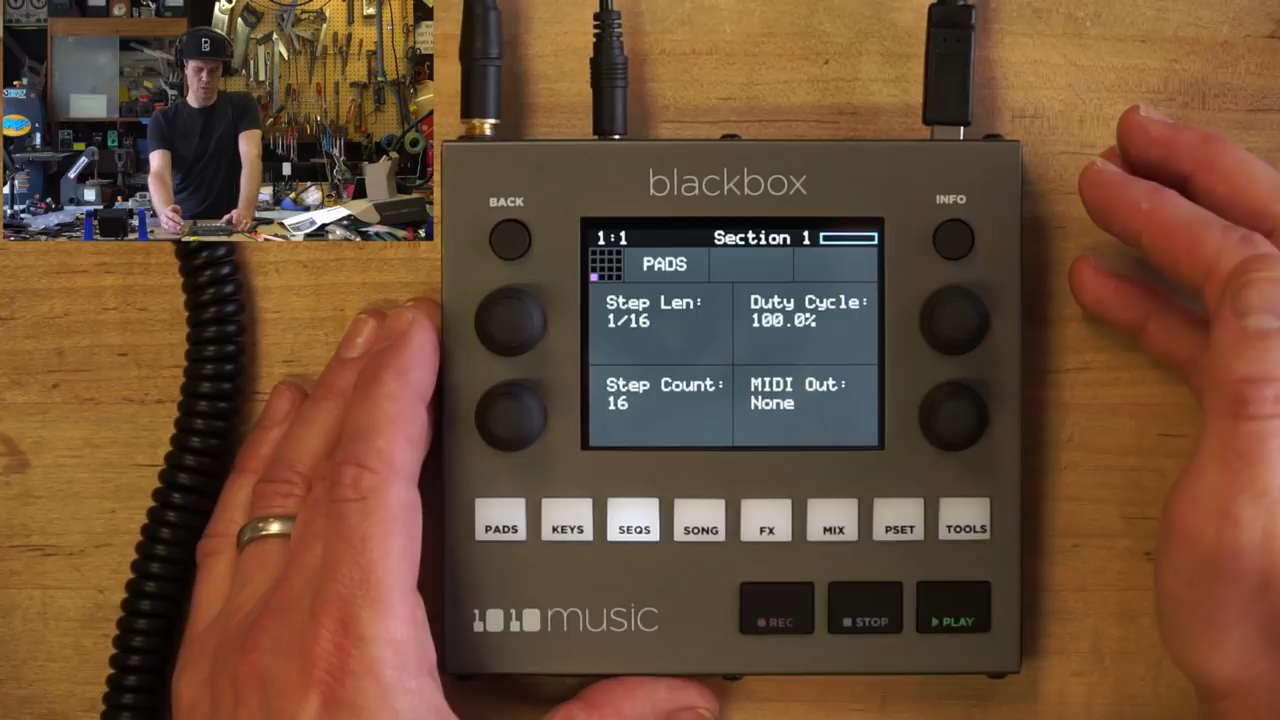 blackbox
BACK
INFO
1:1 Section 1
PADS
Step Len:
1/16
Duty Cycle:
100.0%
Step Count:
16
MIDI Out:
None
PADS KEYS SEQS SONG FX MIX PSET TOOLS
1010music
REC STOP PLAY